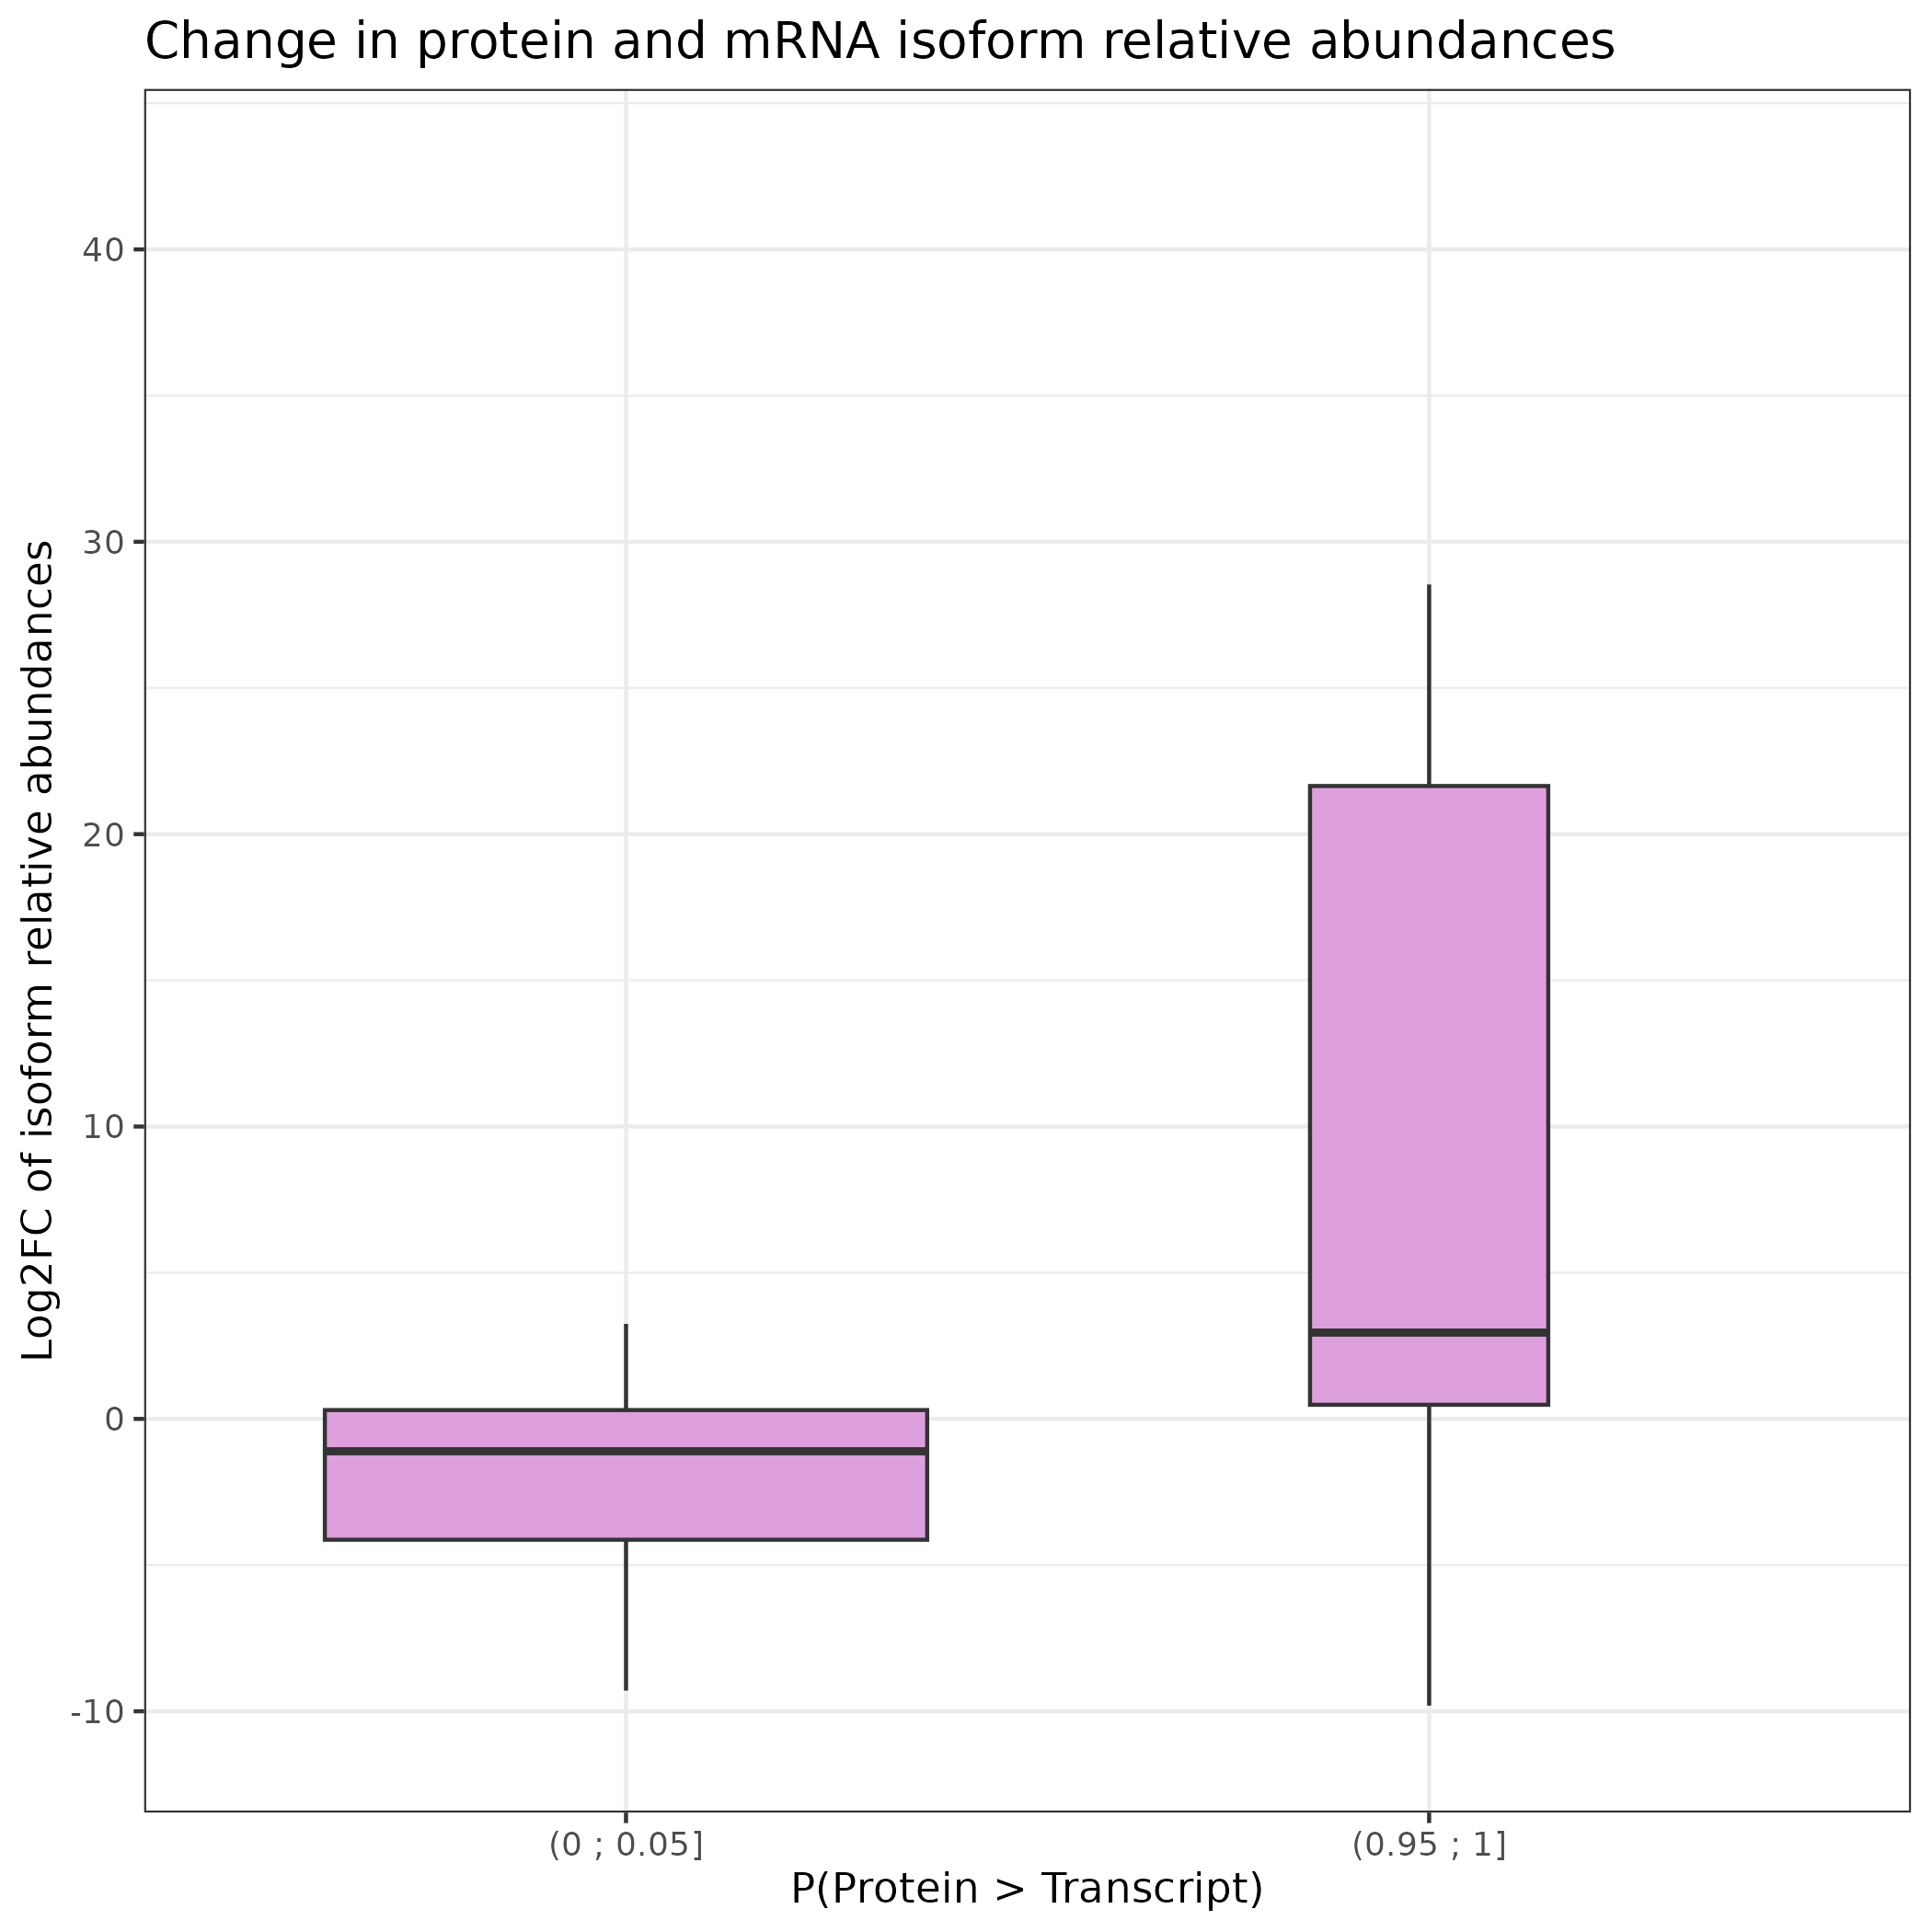 Change in protein and mRNA isoform relative abundances
Log2FC of isoform relative abundances
40
30
20
10
0
-10
(0 ; 0.05]
(0.95 ; 1]
P(Protein > Transcript)